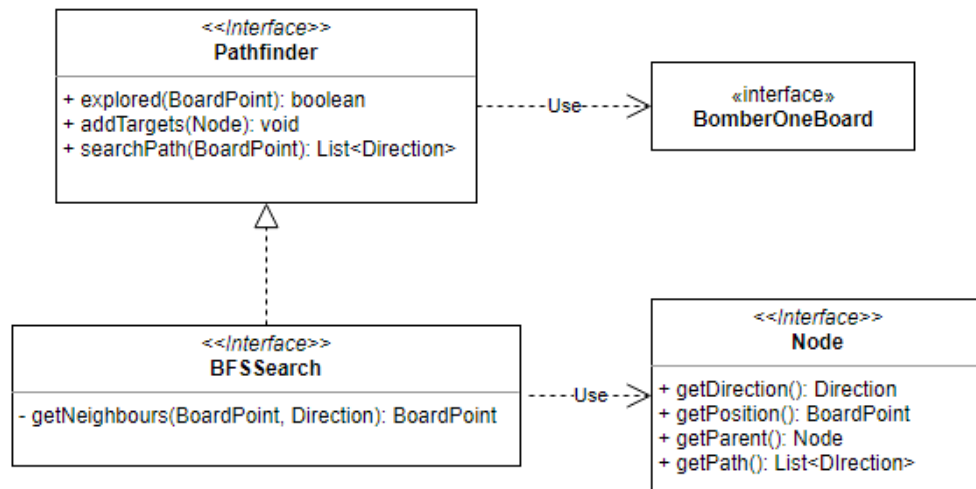 <<Interface>>
Pathfinder
+ explored(BoardPoint): boolean
+ addTargets(Node): void
+ searchPath(BoardPoint): List<Direction>
Use
«interface»
BomberOneBoard
<<Interface>>
BFSSearch
- getNeighbours(BoardPoint, Direction): BoardPoint
Use
<<Interface>>
Node
+ getDirection(): Direction
+ getPosition(): BoardPoint
+ getParent(): Node
+ getPath(): List<DIrection>